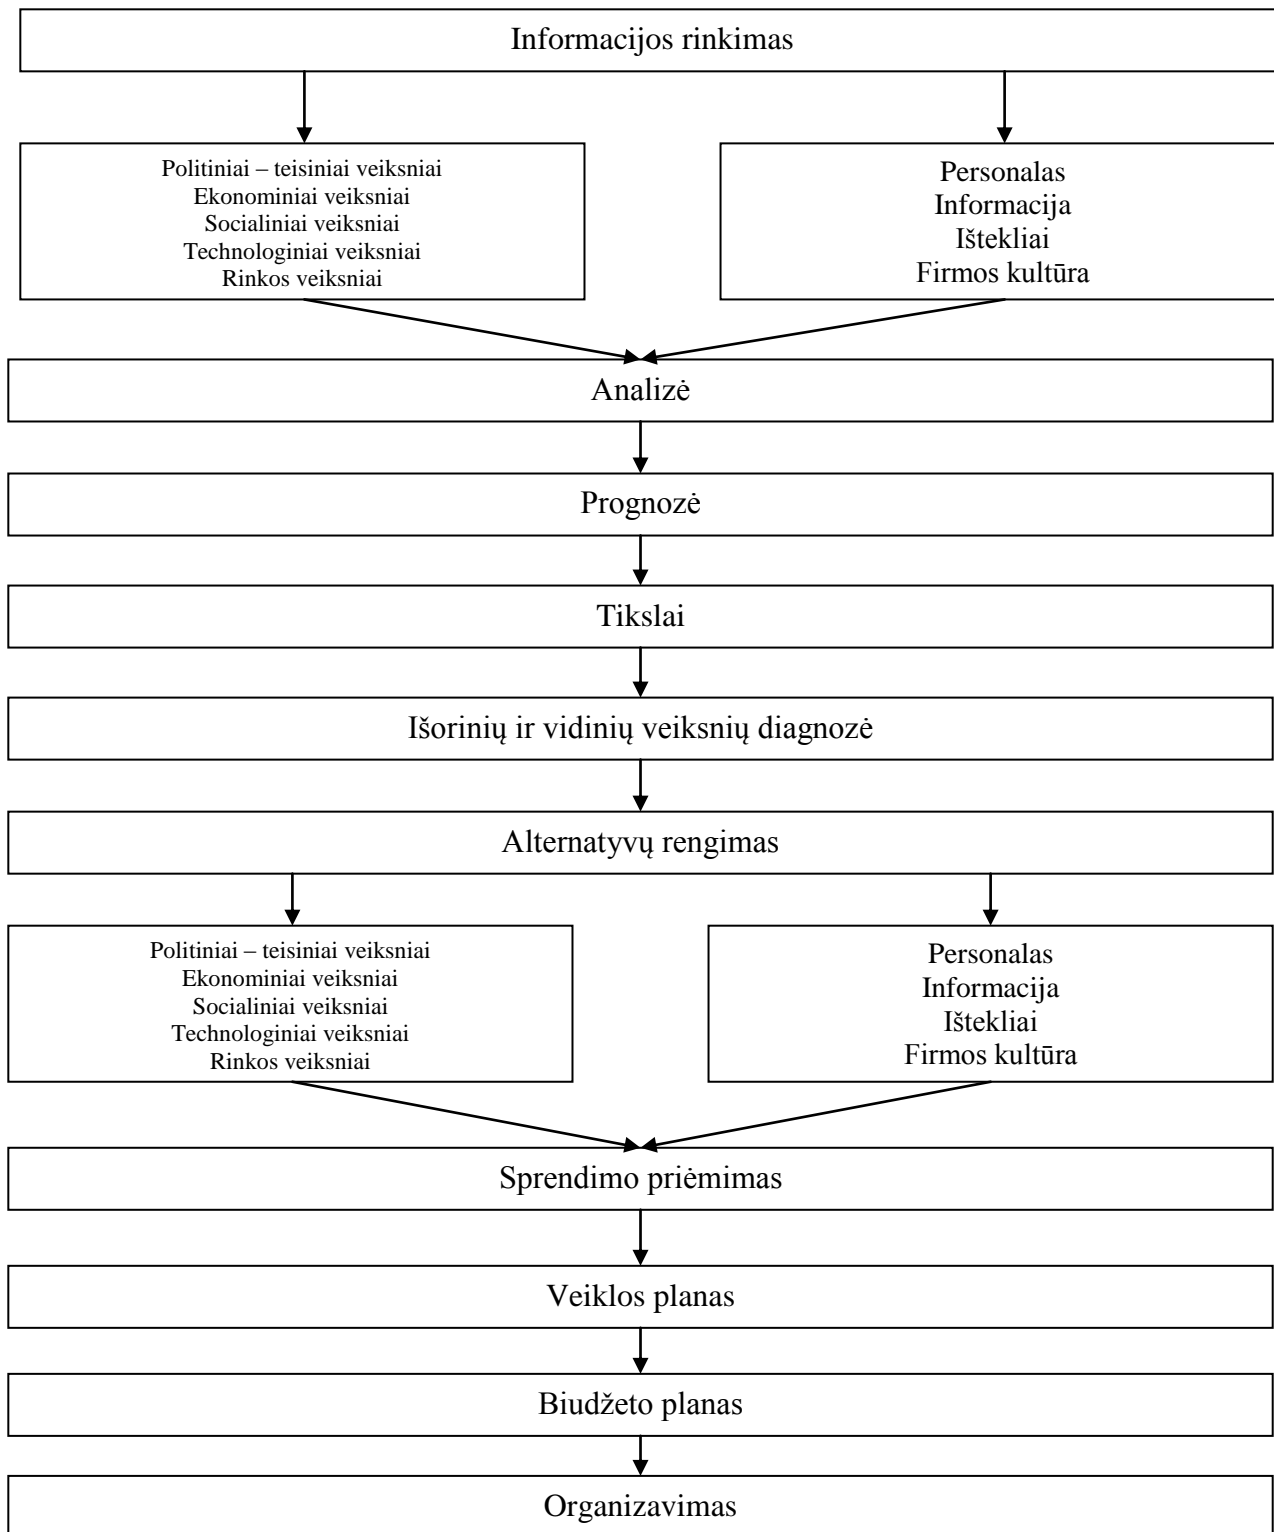 Informacijos rinkimas
Politiniai – teisiniai veiksniai
Ekonominiai veiksniai
Socialiniai veiksniai
Technologiniai veiksniai
Rinkos veiksniai
Personalas
Informacija
Ištekliai
Firmos kultūra
Analizė
Prognozė
Tikslai
Išorinių ir vidinių veiksnių diagnozė
Alternatyvų rengimas
Politiniai – teisiniai veiksniai
Ekonominiai veiksniai
Socialiniai veiksniai
Technologiniai veiksniai
Rinkos veiksniai
Personalas
Informacija
Ištekliai
Firmos kultūra
Sprendimo priėmimas
Veiklos planas
Biudžeto planas
Organizavimas